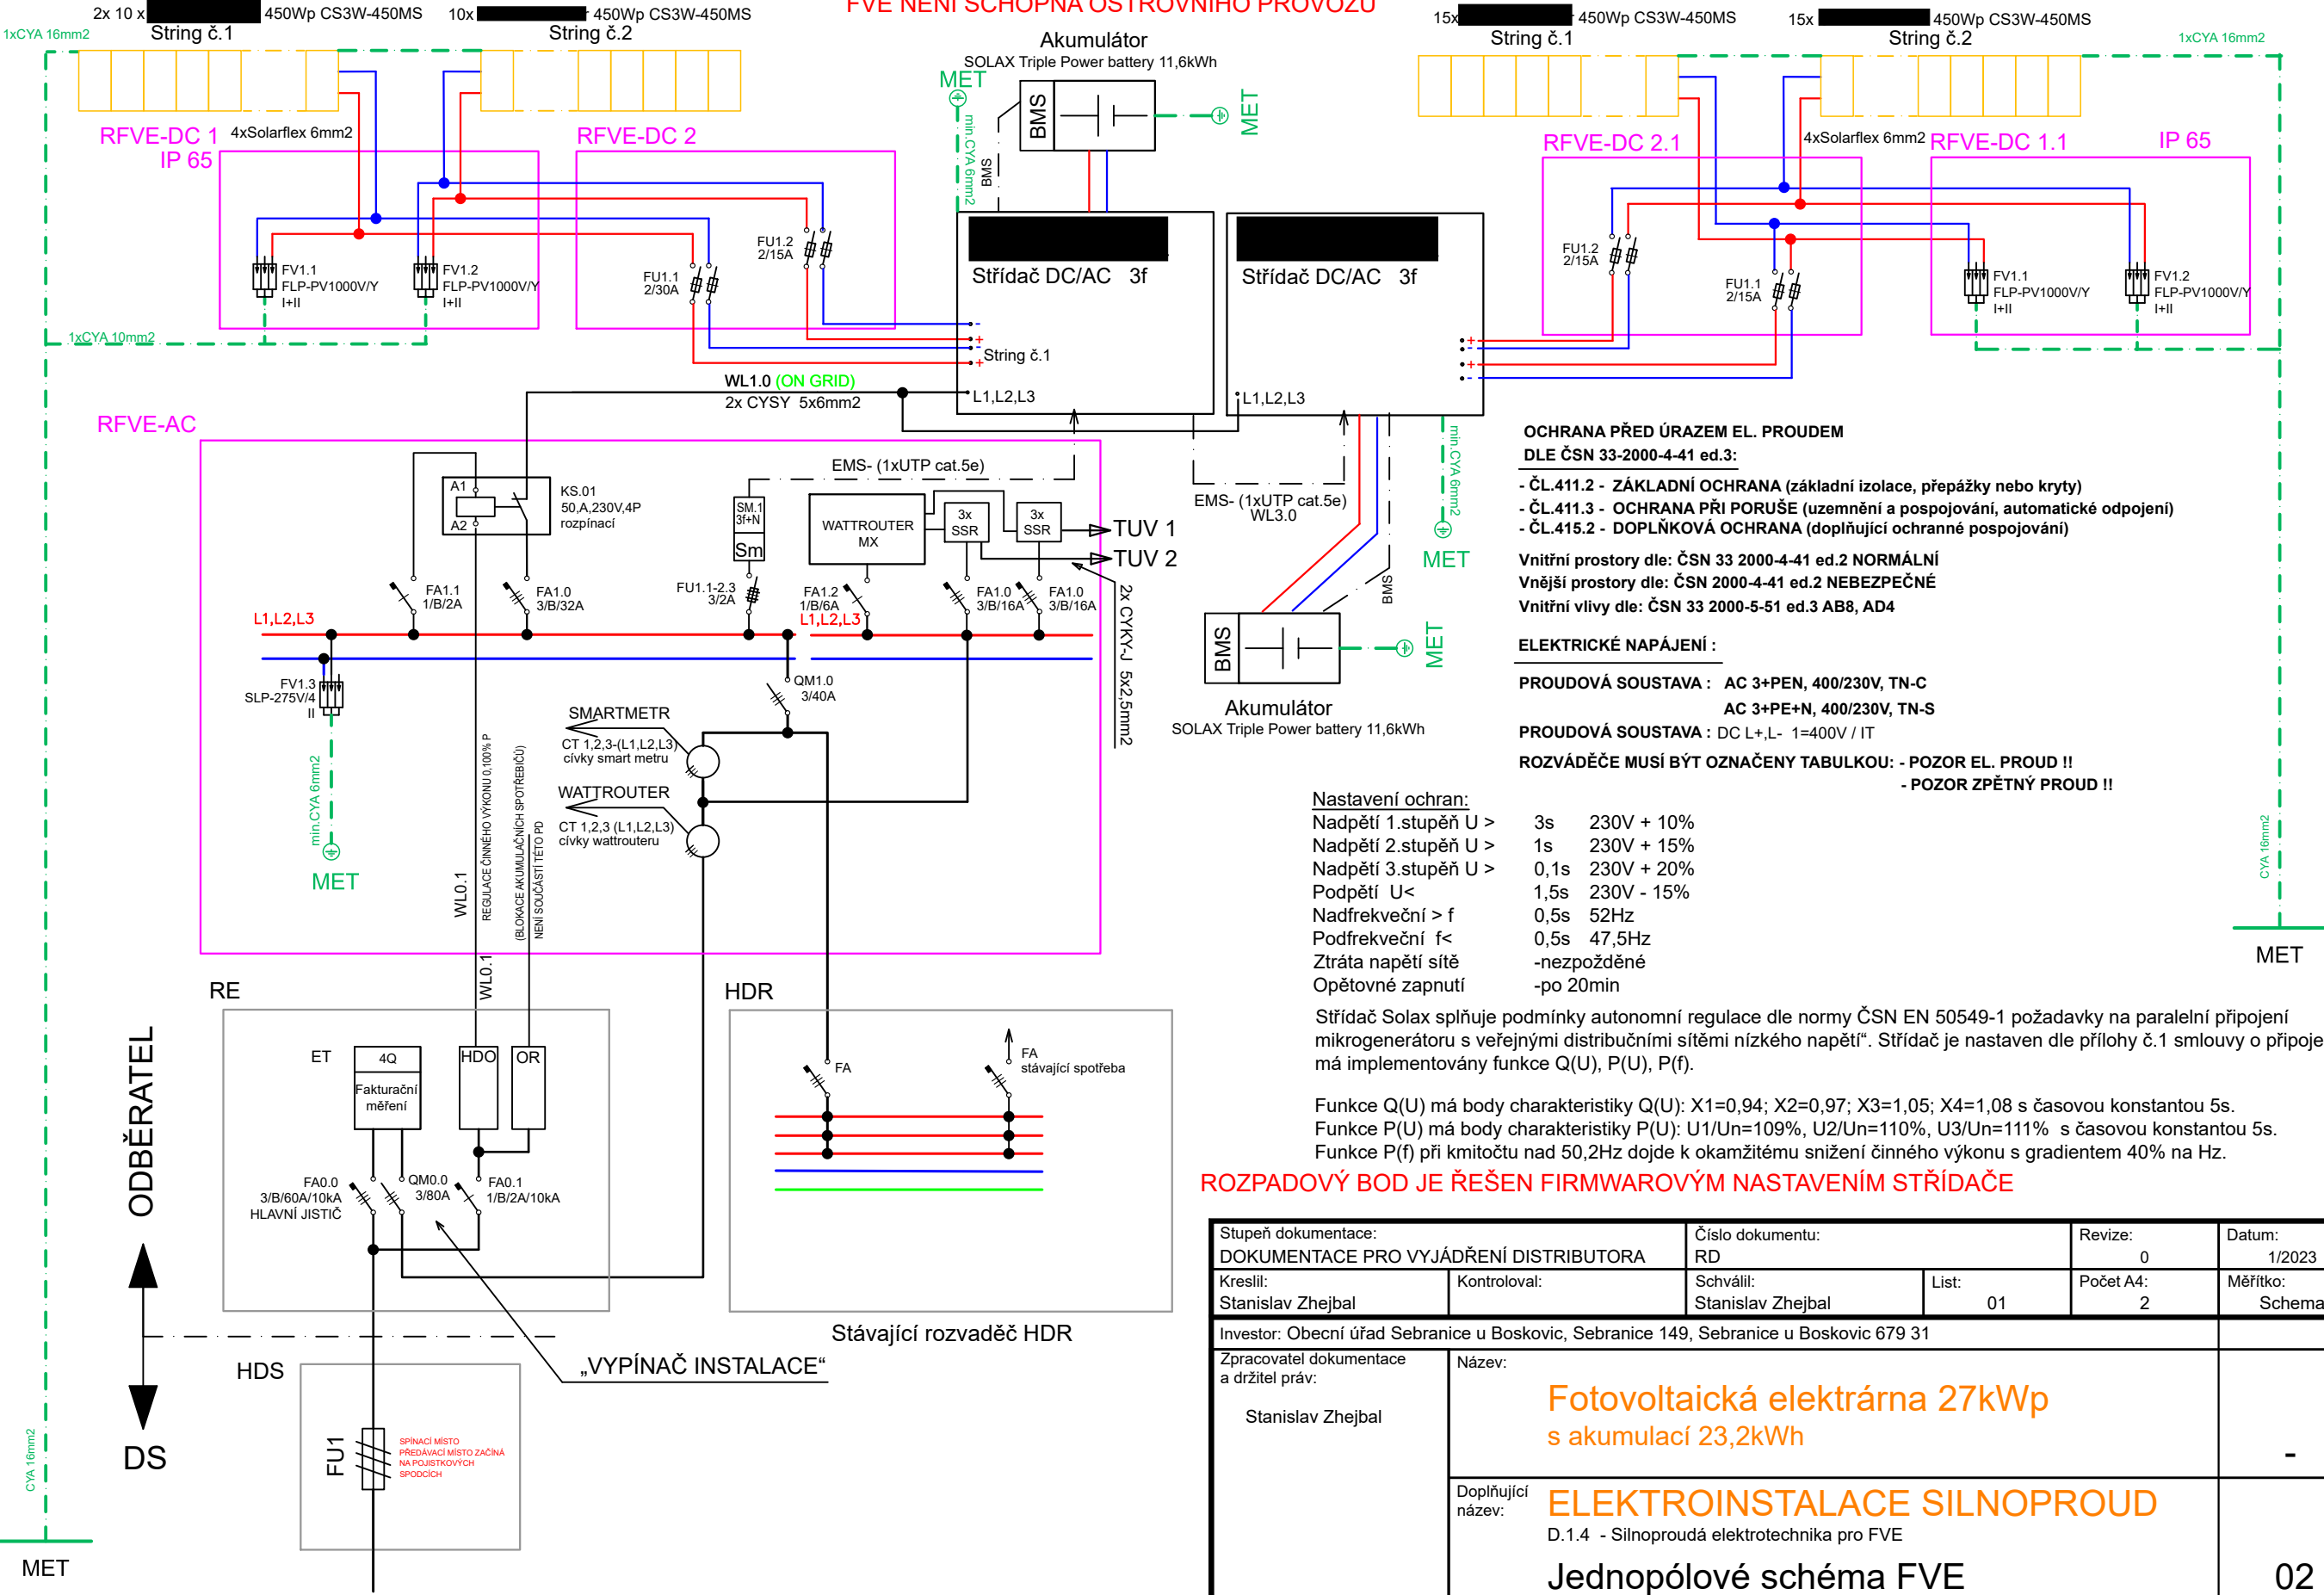 FVE NENÍ SCHOPNA OSTROVNÍHO PROVOZU
2x 10 x 450Wp CS3W-450MS
String č.1
10x 450Wp CS3W-450MS
String č.2
1xCYA 16mm2
15x 450Wp CS3W-450MS
String č.1
15x 450Wp CS3W-450MS
String č.2
1xCYA 16mm2
Akumulátor
SOLAX Triple Power battery 11,6kWh
MET
BMS
MET
min.CYA 6mm2
BMS
RFVE-DC 1
IP 65
4xSolarflex 6mm2
RFVE-DC 2
FV1.1
FLP-PV1000V/Y
I+II
FV1.2
FLP-PV1000V/Y
I+II
FU1.1
2/30A
FU1.2
2/15A
1xCYA 10mm2
Střídač DC/AC 3f
Střídač DC/AC 3f
-
+
-
+
String č.1
L1,L2,L3
L1,L2,L3
+
-
+
-
RFVE-DC 2.1
4xSolarflex 6mm2
RFVE-DC 1.1
IP 65
FU1.2
2/15A
FU1.1
2/15A
FV1.1
FLP-PV1000V/Y
I+II
FV1.2
FLP-PV1000V/Y
I+II
WL1.0 (ON GRID)
2x CYSY 5x6mm2
RFVE-AC
A1
A2
KS.01
50,A,230V,4P
rozpínací
EMS- (1xUTP cat.5e)
SM.1
3f+N
Sm
WATTROUTER
MX
3x
SSR
3x
SSR
TUV 1
TUV 2
2x CYKY-J 5x2,5mm2
FA1.1
1/B/2A
FA1.0
3/B/32A
FU1.1-2.3
3/2A
FA1.2
1/B/6A
FA1.0
3/B/16A
FA1.0
3/B/16A
L1,L2,L3
L1,L2,L3
FV1.3
SLP-275V/4
II
min.CYA 6mm2
MET
QM1.0
3/40A
SMARTMETR
CT 1,2,3-(L1,L2,L3)
cívky smart metru
WATTROUTER
CT 1,2,3 (L1,L2,L3)
cívky wattrouteru
WL0.1
REGULACE ČINNÉHO VÝKONU 0,100% P
(BLOKACE AKUMULAČNÍCH SPOTŘEBIČŮ)
NENÍ SOUČÁSTÍ TÉTO PD
WL0.1
EMS- (1xUTP cat.5e)
WL3.0
min.CYA 6mm2
MET
BMS
BMS
MET
Akumulátor
SOLAX Triple Power battery 11,6kWh
OCHRANA PŘED ÚRAZEM EL. PROUDEM
DLE ČSN 33-2000-4-41 ed.3:
- ČL.411.2 - ZÁKLADNÍ OCHRANA (základní izolace, přepážky nebo kryty)
- ČL.411.3 - OCHRANA PŘI PORUŠE (uzemnění a pospojování, automatické odpojení)
- ČL.415.2 - DOPLŇKOVÁ OCHRANA (doplňující ochranné pospojování)
Vnitřní prostory dle: ČSN 33 2000-4-41 ed.2 NORMÁLNÍ
Vnější prostory dle: ČSN 2000-4-41 ed.2 NEBEZPEČNÉ
Vnitřní vlivy dle: ČSN 33 2000-5-51 ed.3 AB8, AD4
ELEKTRICKÉ NAPÁJENÍ :
PROUDOVÁ SOUSTAVA : AC 3+PEN, 400/230V, TN-C
AC 3+PE+N, 400/230V, TN-S
PROUDOVÁ SOUSTAVA : DC L+,L- 1=400V / IT
ROZVÁDĚČE MUSÍ BÝT OZNAČENY TABULKOU: - POZOR EL. PROUD !!
- POZOR ZPĚTNÝ PROUD !!
Nastavení ochran:
Nadpětí 1.stupěň U > 3s 230V + 10%
Nadpětí 2.stupěň U > 1s 230V + 15%
Nadpětí 3.stupěň U > 0,1s 230V + 20%
Podpětí U< 1,5s 230V - 15%
Nadfrekveční > f 0,5s 52Hz
Podfrekveční f< 0,5s 47,5Hz
Ztráta napětí sítě -nezpožděné
Opětovné zapnutí -po 20min
CYA 16mm2
MET
Střídač Solax splňuje podmínky autonomní regulace dle normy ČSN EN 50549-1 požadavky na paralelní připojení
mikrogenerátoru s veřejnými distribučními sítěmi nízkého napětí“. Střídač je nastaven dle přílohy č.1 smlouvy o připoje
má implementovány funkce Q(U), P(U), P(f).
Funkce Q(U) má body charakteristiky Q(U): X1=0,94; X2=0,97; X3=1,05; X4=1,08 s časovou konstantou 5s.
Funkce P(U) má body charakteristiky P(U): U1/Un=109%, U2/Un=110%, U3/Un=111% s časovou konstantou 5s.
Funkce P(f) při kmitočtu nad 50,2Hz dojde k okamžitému snížení činného výkonu s gradientem 40% na Hz.
ROZPADOVÝ BOD JE ŘEŠEN FIRMWAROVÝM NASTAVENÍM STŘÍDAČE
RE
ET
4Q
Fakturační
měření
HDO
OR
FA0.0
3/B/60A/10kA
HLAVNÍ JISTIČ
QM0.0
3/80A
FA0.1
1/B/2A/10kA
HDR
FA
FA
stávající spotřeba
Stávající rozvaděč HDR
ODBĚRATEL
DS
HDS
FU1
SPÍNACÍ MÍSTO
PŘEDÁVACÍ MÍSTO ZAČÍNÁ
NA POJISTKOVÝCH
SPODCÍCH
„VYPÍNAČ INSTALACE“
CYA 16mm2
MET
Stupeň dokumentace:
DOKUMENTACE PRO VYJÁDŘENÍ DISTRIBUTORA
Číslo dokumentu:
RD
Revize:
0
Datum:
1/2023
Kreslil:
Stanislav Zhejbal
Kontroloval:
Schválil:
Stanislav Zhejbal
List:
01
Počet A4:
2
Měřítko:
Schema
Investor: Obecní úřad Sebranice u Boskovic, Sebranice 149, Sebranice u Boskovic 679 31
Zpracovatel dokumentace
a držitel práv:
Stanislav Zhejbal
Název:
Fotovoltaická elektrárna 27kWp
s akumulací 23,2kWh
-
Doplňující
název:
ELEKTROINSTALACE SILNOPROUD
D.1.4 - Silnoproudá elektrotechnika pro FVE
Jednopólové schéma FVE
02